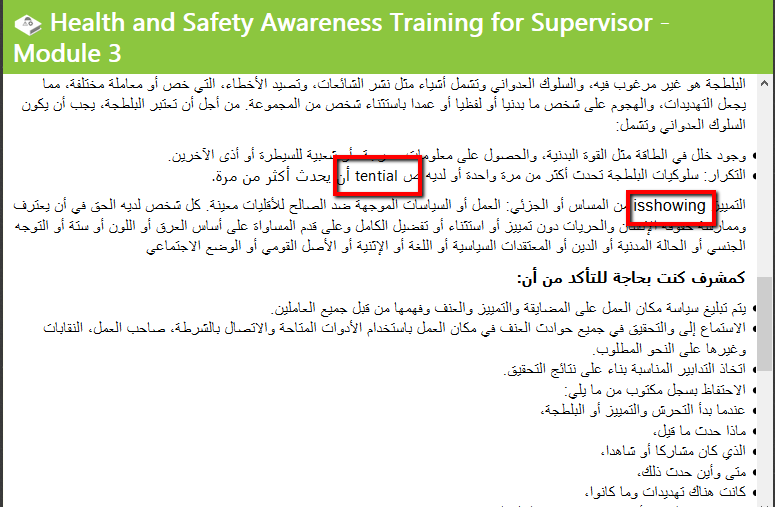 Health and Safety Awareness Training for Supervisor -
Module 3
البلطجة هو غير مرغوب فيه، والسلوك العدواني وتشمل أشياء مثل نشر الشائعات، وتصيد الأخطاء، التي خص أو معاملة مختلفة، مما
يجعل التهديدات، والهجوم على شخص ما بدنيا أو لفظيا أو عمدا باستثناء شخص من المجموعة. من أجل أن تعتبر البلطجة، يجب أن يكون
السلوك العدواني وتشمل:
وجود خلل في الطاقة مثل القوة البدنية، والحصول على معلومات شعبية للسيطرة أو أذى الآخرين.
التكرار: سلوكيات البلطجة تحدث أكثر من مرة واحدة أو لديه ص tential أن يحدث أكثر من مرة.
التمييز isshowing من المساس أو الجزئي: العمل أو السياسات الموجهة ضد الصالح للأقليات معينة. كل شخص لديه الحق في أن يعترف
وممارسة حقوقه الإنسان والحريات دون تمييز أو استثناء أو تفضيل الكامل وعلى قدم المساواة على أساس العرق أو اللون أو ستة أو التوجه
الجنسي أو الحالة المدنية أو الدين أو المعتقدات السياسية أو اللغة أو الإثنية أو الأصل القومي أو الوضع الاجتماعي
كمشرف كنت بحاجة للتأكد من أن:
يتم تبليغ سياسة مكان العمل على المضايقة والتمييز والعنف وفهمها من قبل جميع العاملين.
الاستماع إلى والتحقيق في جميع حوادث العنف في مكان العمل باستخدام الأدوات المتاحة والاتصال بالشرطة، صاحب العمل، النقابات
وغيرها على النحو المطلوب.
اتخاذ التدابير المناسبة بناء على نتائج التحقيق.
الاحتفاظ بسجل مكتوب من ما يلي:
عندما بدأ التحرش والتمييز أو البلطجة،
ماذا حدث ما قيل،
الذي كان مشاركا أو شاهدا،
متى وأين حدث ذلك،
كانت هناك تهديدات وما كانوا،